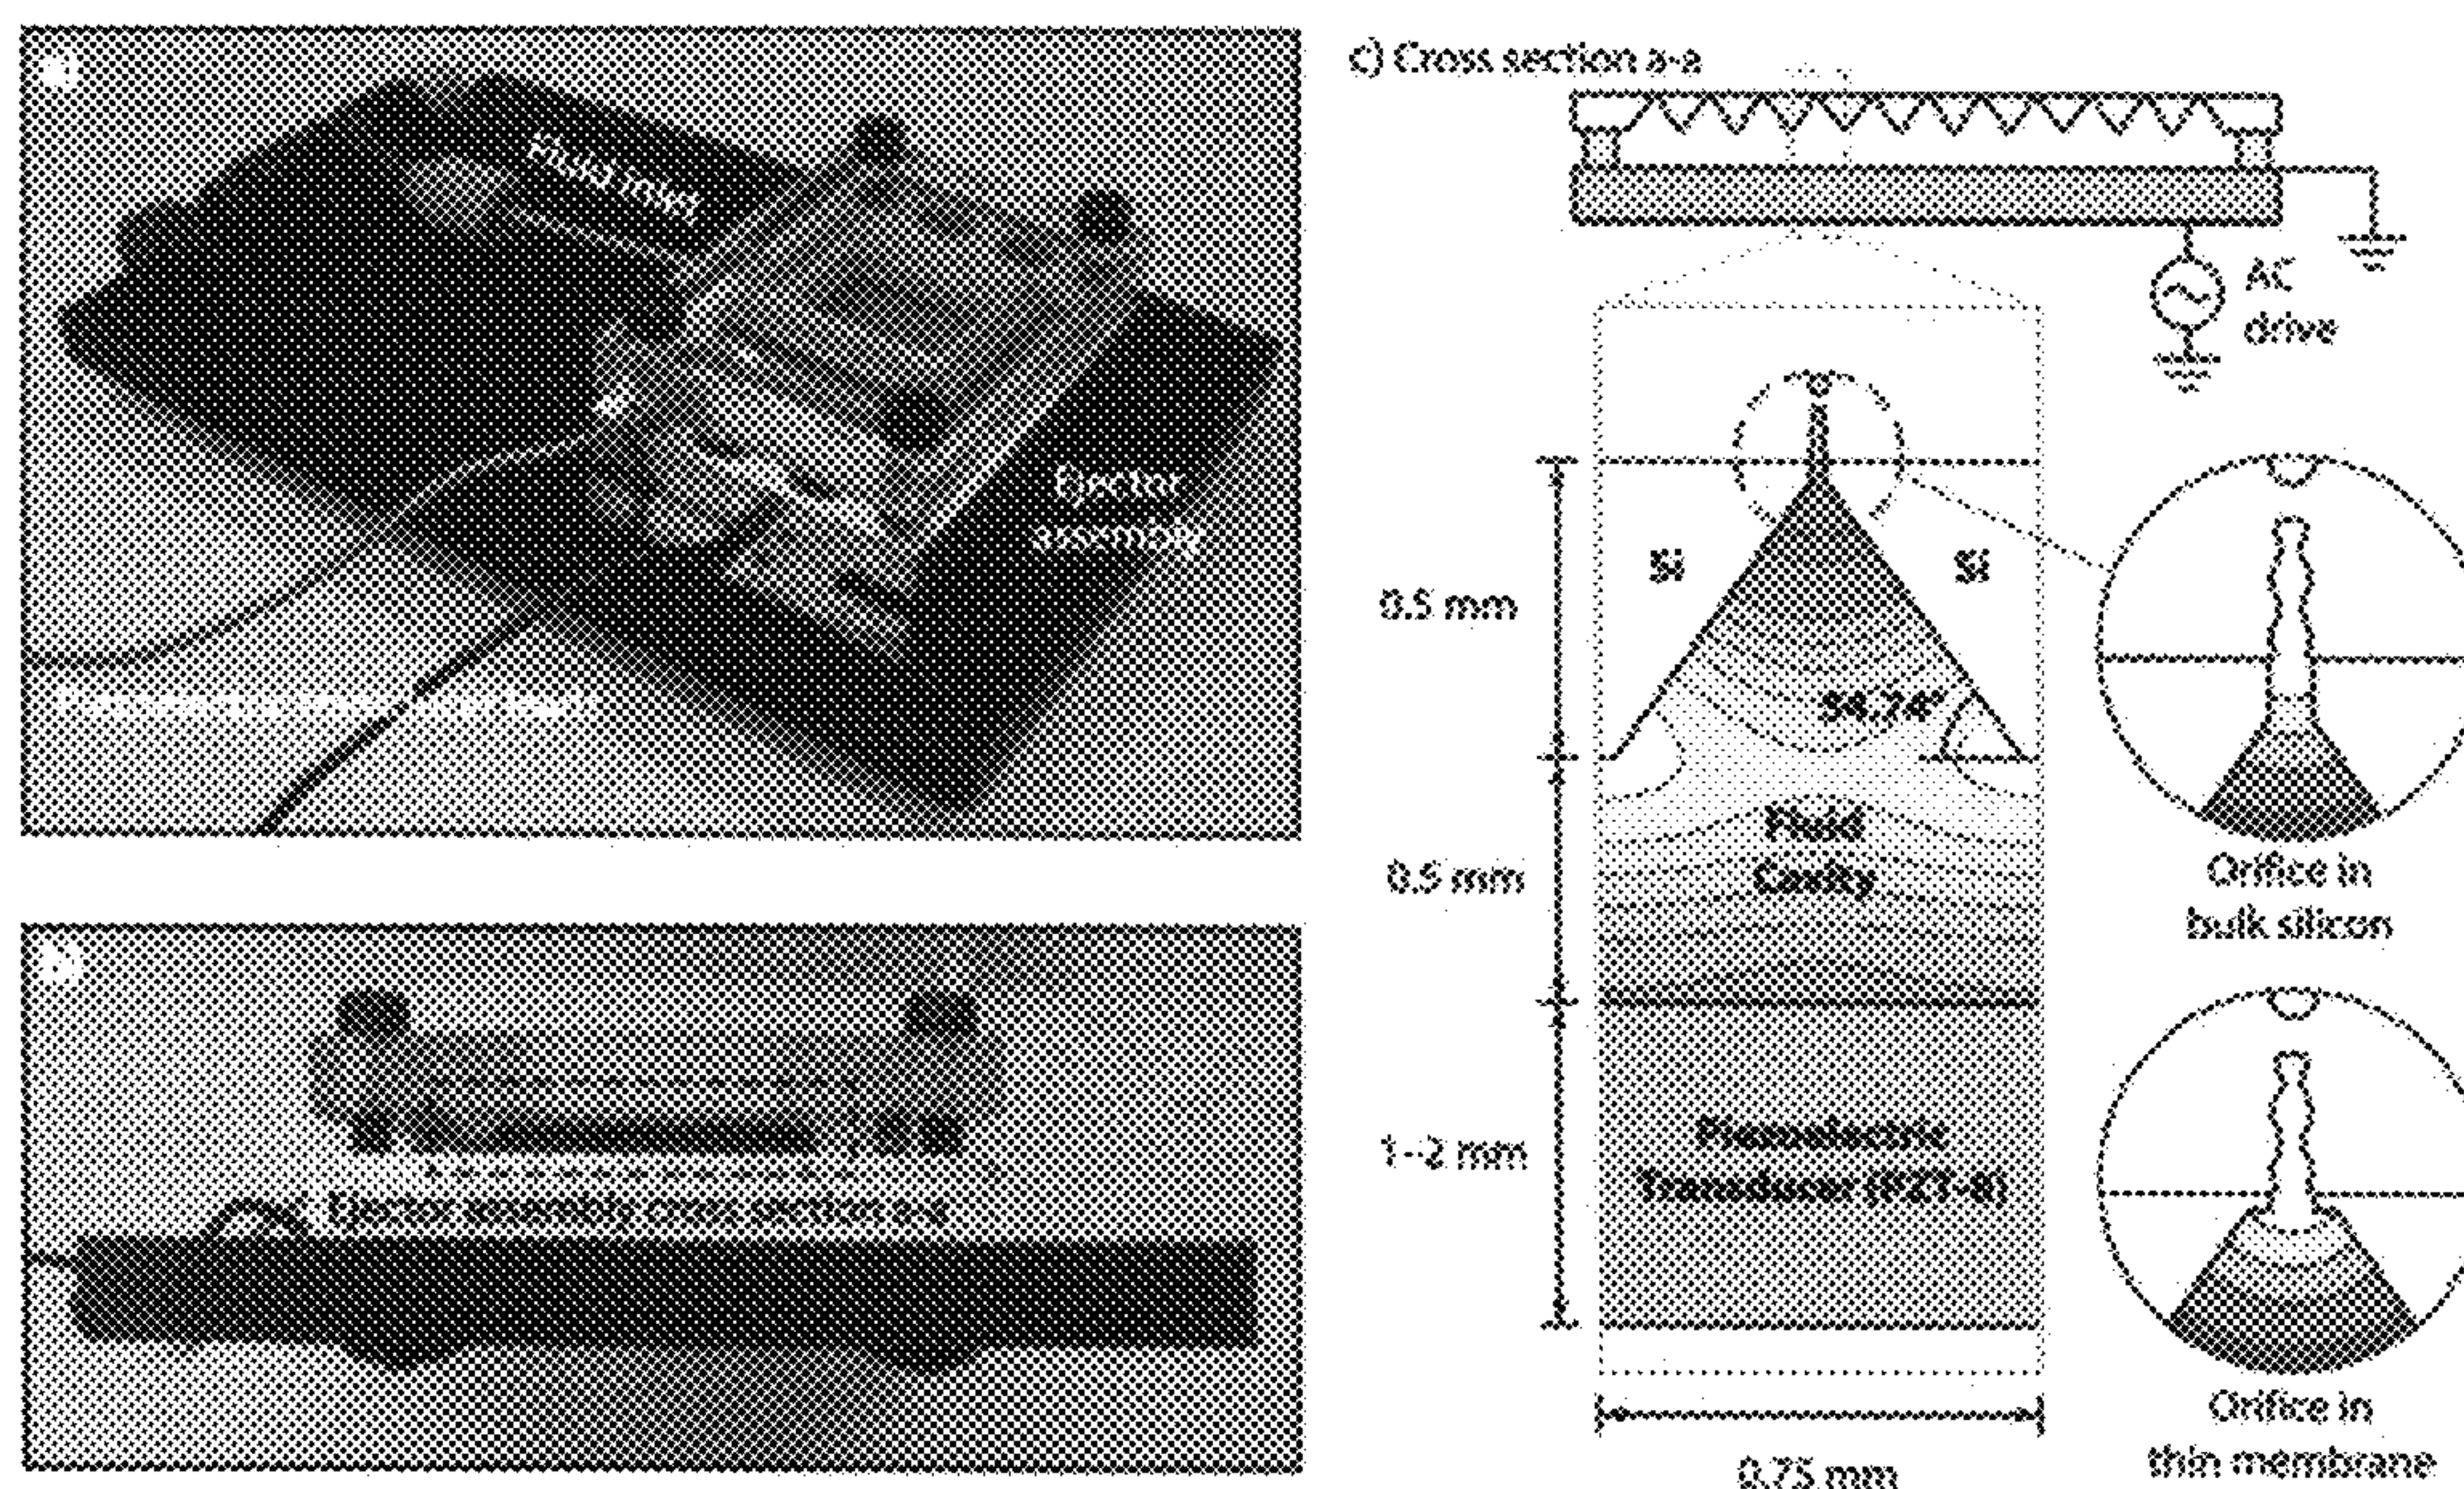 a)
Fluid inlet
Ejector
assembly
b)
Ejector assembly cross section a-a
c) Cross section a-a
AC
drive
Si
Si
0.5 mm
54.74°
Fluid
Cavity
0.5 mm
Orifice in
bulk silicon
Piezoelectric
Transducer (PZT-8)
1-2 mm
Orifice in
thin membrane
0.75 mm